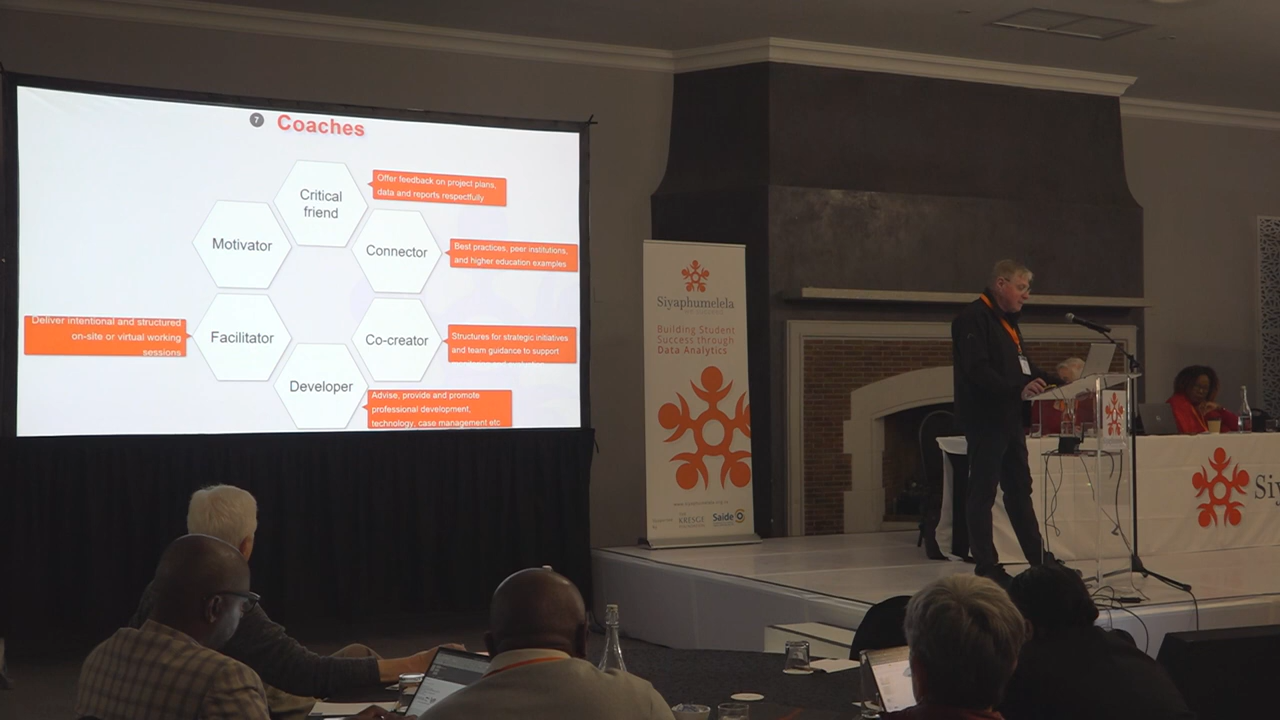 7 Coaches
Critical
friend
Offer feedback on project plans,
data and reports respectfully
Motivator
Connector
Best practices, peer institutions,
and higher education examples
Deliver intentional and structured
on-site or virtual working
sessions
Facilitator
Co-creator
Structures for strategic initiatives
and team guidance to support
Developer
Advise, provide and promote
professional development,
technology, case management etc
Siyaphumelela
Building Student
Success through
Data Analytics
KRESGE
Saide
Siy